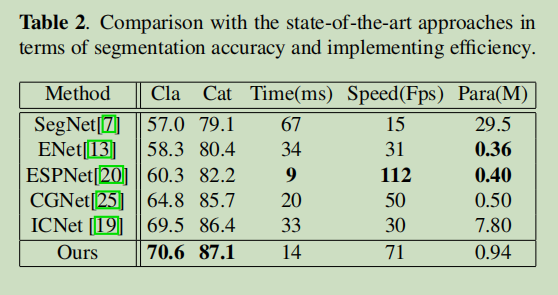 Table 2. Comparison with the state-of-the-art approaches in
terms of segmentation accuracy and implementing efficiency.
Method Cla Cat Time(ms) Speed(Fps) Para(M)
SegNet[7] 57.0 79.1 67 15 29.5
ENet[13] 58.3 80.4 34 31 0.36
ESPNet[20] 60.3 82.2 9 112 0.40
CGNet[25] 64.8 85.7 20 50 0.50
ICNet [19] 69.5 86.4 33 30 7.80
Ours 70.6 87.1 14 71 0.94